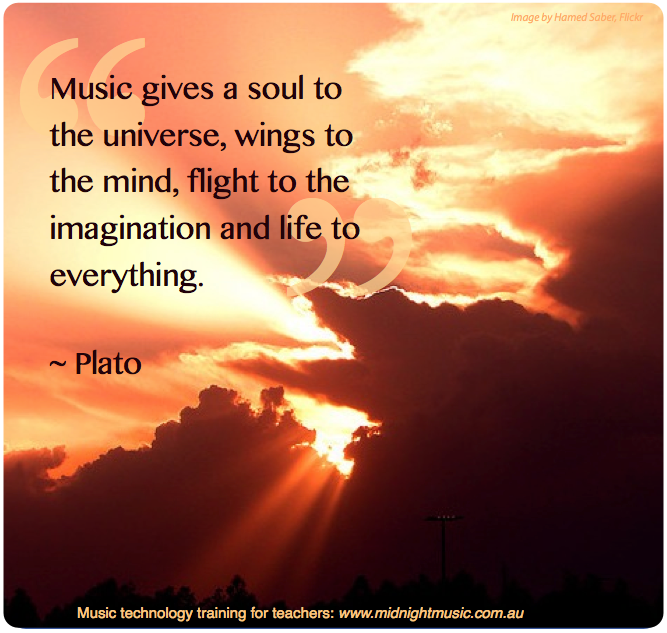 Image by Hamed Saber, Flickr
“
Music gives a soul to
the universe, wings to
the mind, flight to the
imagination and life to
everything.
”
~ Plato
Music technology training for teachers: www.midnightmusic.com.au